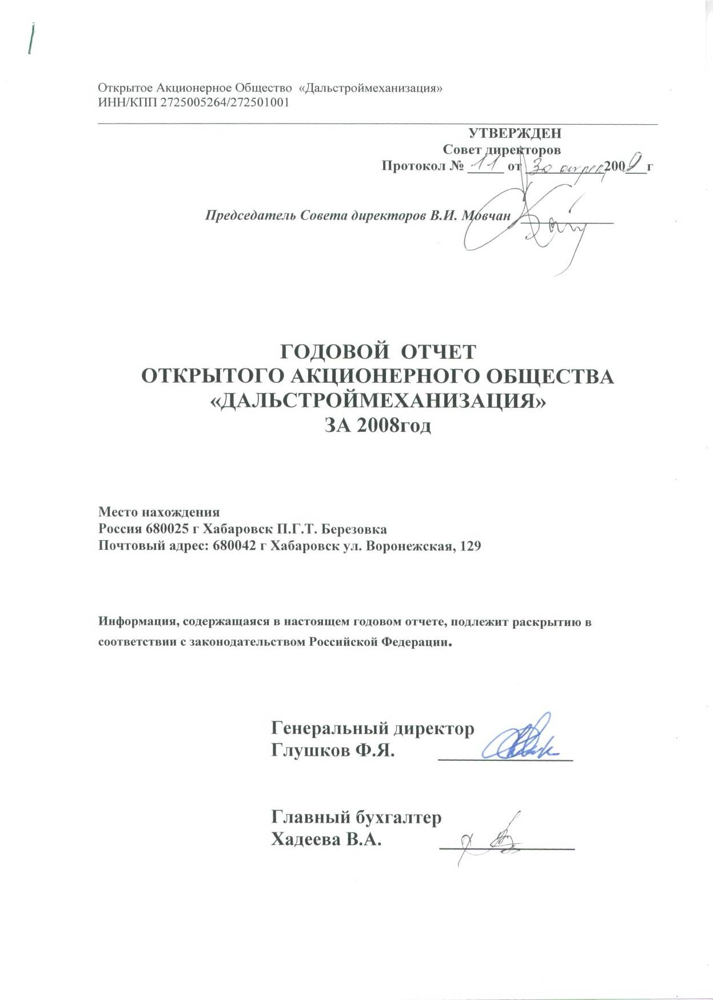 Открытое Акционерное Общество «Дальстроймеханизация»
ИНН/КПП 2725005264/272501001
УТВЕРЖДЕН
Совет директоров
Протокол № 11 от 30 апрел 2009 г
Председатель Совета директоров В.И. Мовчан
ГОДОВОЙ ОТЧЕТ
ОТКРЫТОГО АКЦИОНЕРНОГО ОБЩЕСТВА
«ДАЛЬСТРОЙМЕХАНИЗАЦИЯ»
ЗА 2008год
Место нахождения
Россия 680025 г Хабаровск П.Г.Т. Березовка
Почтовый адрес: 680042 г Хабаровск ул. Воронежская, 129
Информация, содержащаяся в настоящем годовом отчете, подлежит раскрытию в
соответствии с законодательством Российской Федерации.
Генеральный директор
Глушков Ф.Я.
Главный бухгалтер
Хадеева В.А.